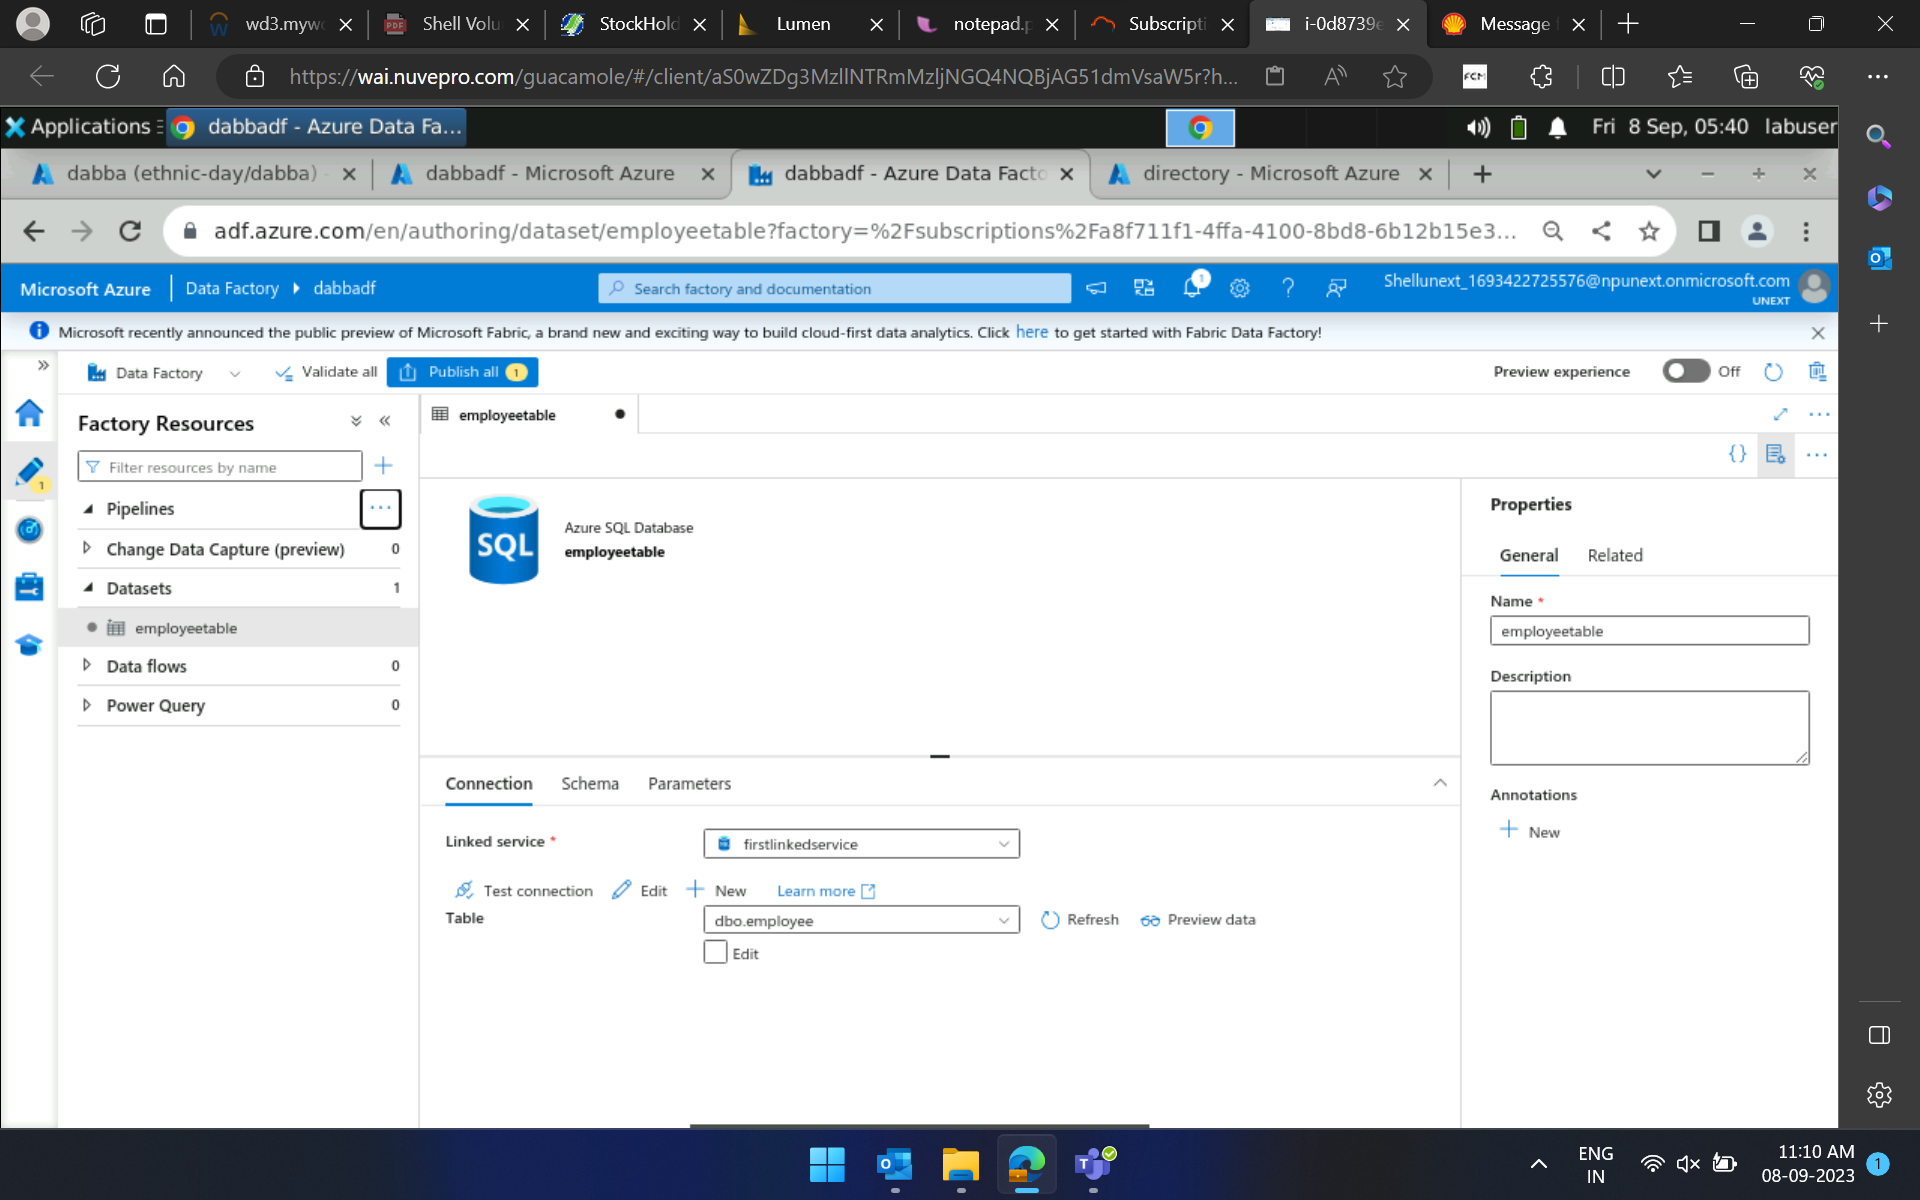 wd3.myw
Shell Volu
StockHold
Lumen
notepad.p
Subscripti
i-0d8739e
Message
https://wai.nuvepro.com/guacamole/#/client/aS0wZDg3MzllNTRmMzljNGQ4NQBjAG51dmVsaW5r?h...
FCM
Applications
dabbadf - Azure Data Fa...
Fri 8 Sep, 05:40 labuser
dabba (ethnic-day/dabba) -
dabbadf - Microsoft Azure
dabbadf - Azure Data Facto
directory - Microsoft Azure
adf.azure.com/en/authoring/dataset/employeetable?factory=%2Fsubscriptions%2Fa8f711f1-4ffa-4100-8bd8-6b12b15e3...
Microsoft Azure
Data Factory
dabbadf
Search factory and documentation
1
Shellunext_1693422725576@npunext.onmicrosoft.com
UNEXT
Microsoft recently announced the public preview of Microsoft Fabric, a brand new and exciting way to build cloud-first data analytics. Click here to get started with Fabric Data Factory!
Data Factory
Validate all
Publish all 1
Preview experience
Off
Factory Resources
employeetable
Filter resources by name
1
Pipelines
Change Data Capture (preview) 0
Datasets 1
employeetable
Data flows 0
Power Query 0
SQL
Azure SQL Database
employeetable
Properties
General
Related
Name *
employeetable
Description
Annotations
New
Connection
Schema
Parameters
Linked service *
firstlinkedservice
Test connection
Edit
New
Learn more
Table
dbo.employee
Refresh
Preview data
Edit
ENG
IN
11:10 AM
08-09-2023
1